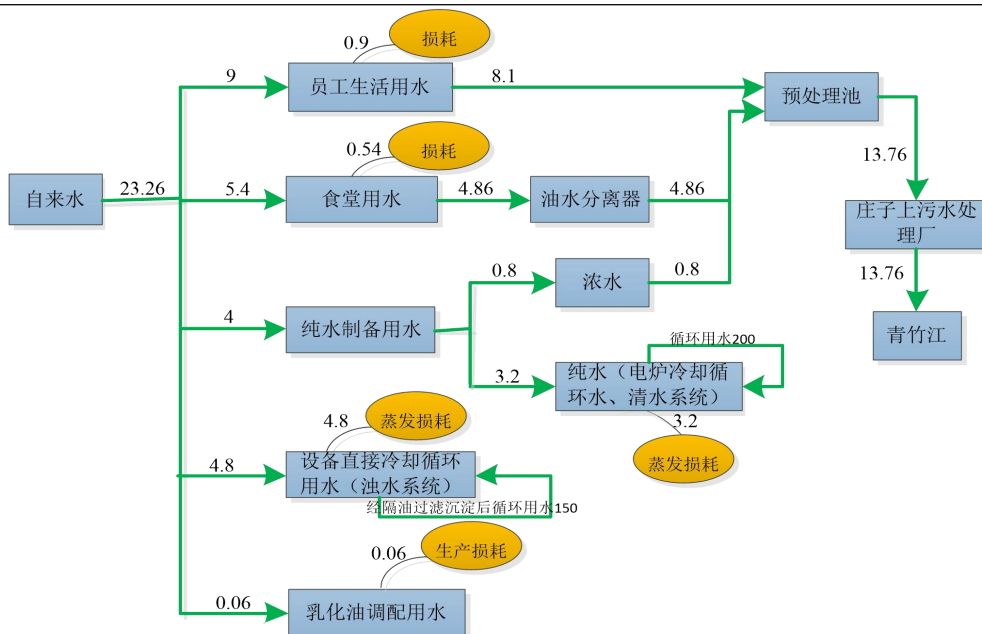 损耗
0.9
9
员工生活用水
8.1
预处理池
损耗
0.54
13.76
自来水
23.26
5.4
食堂用水
4.86
油水分离器
4.86
庄子上污水处
理厂
13.76
0.8
浓水
0.8
4
纯水制备用水
青竹江
循环用水200
3.2
纯水（电炉冷却循
环水、清水系统）
3.2
蒸发损耗
蒸发损耗
4.8
4.8
设备直接冷却循环
用水（浊水系统）
经隔油过滤沉淀后循环用水150
生产损耗
0.06
0.06
乳化油调配用水